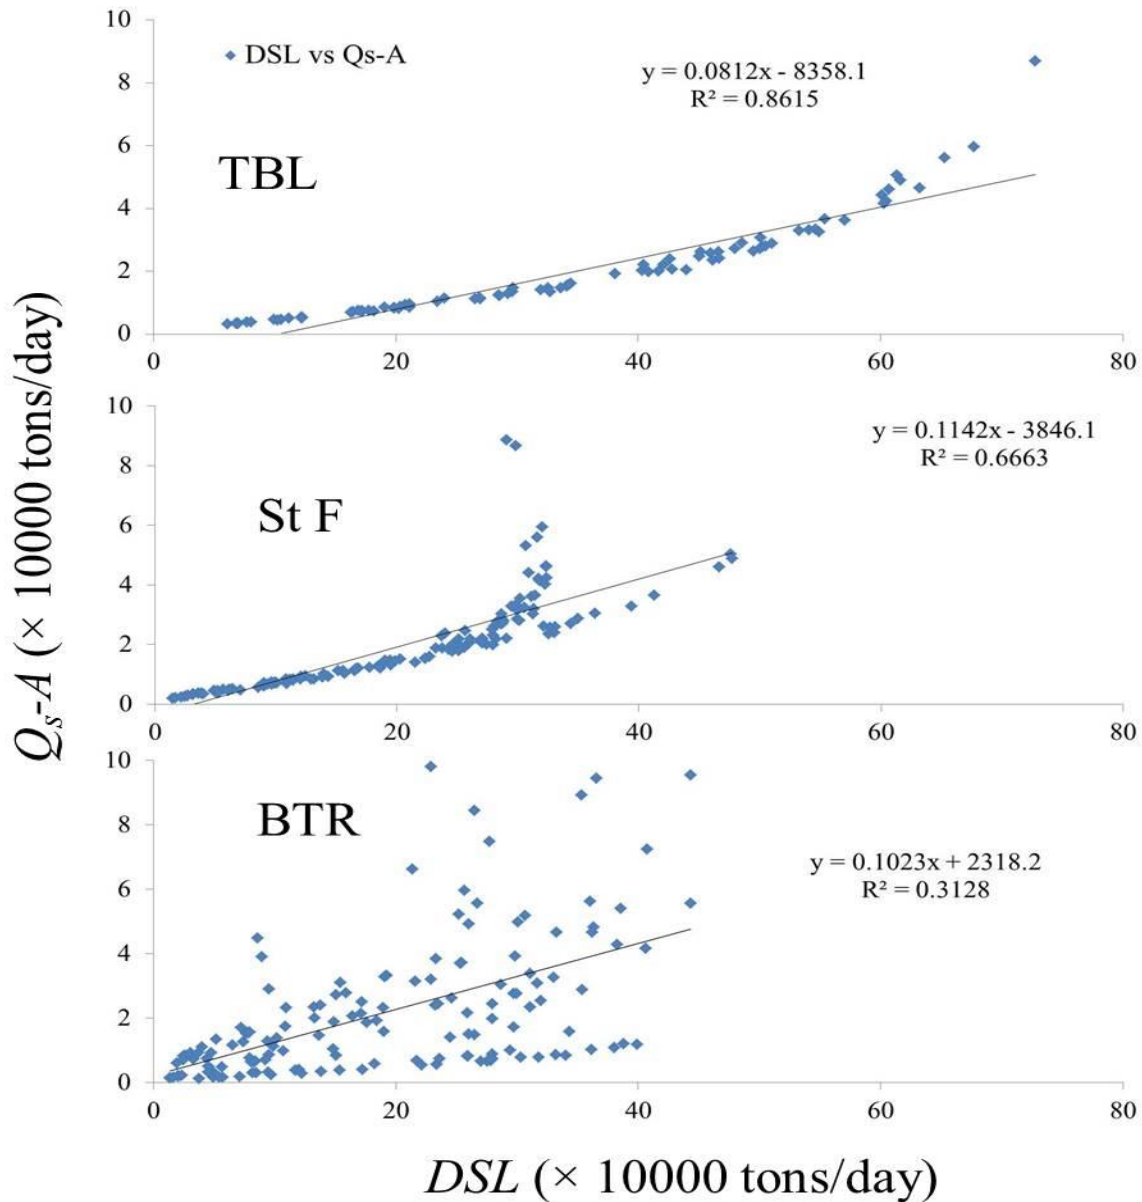 10
8
6
4
2
0
DSL vs Qs-A
y = 0.0812x - 8358.1
R² = 0.8615
TBL
0 20 40 60 80
10
8
6
4
2
0
y = 0.1142x - 3846.1
R² = 0.6663
St F
0 20 40 60 80
10
8
6
4
2
0
BTR
y = 0.1023x + 2318.2
R² = 0.3128
0 20 40 60 80
Qs-A (× 10000 tons/day)
DSL (× 10000 tons/day)